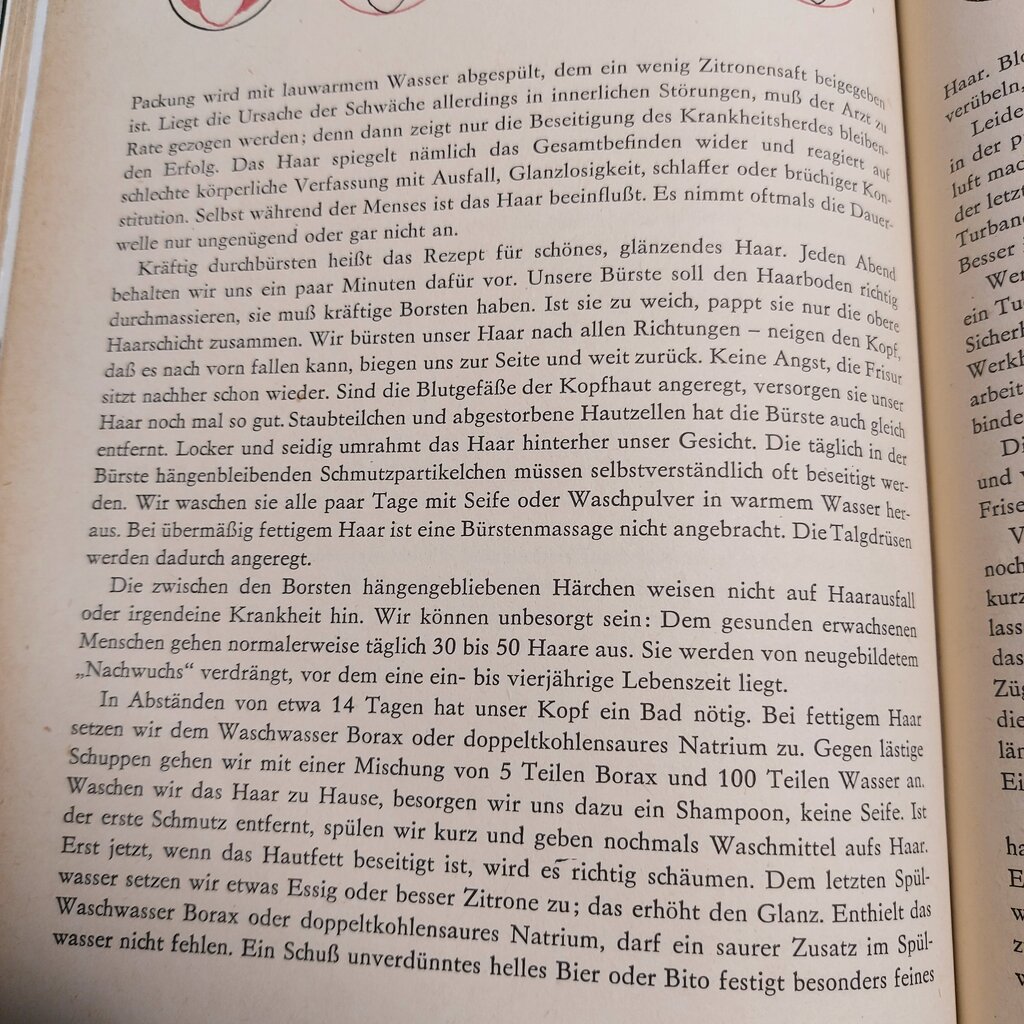 Packung wird mit lauwarmem Wasser abgespült, dem ein wenig Zitronensaft beigegeben
ist. Liegt die Ursache der Schwäche allerdings in innerlichen Störungen, muß der Arzt zu
Rate gezogen werden; denn dann zeigt nur die Beseitigung des Krankheitsherdes bleiben-
den Erfolg. Das Haar spiegelt nämlich das Gesamtbefinden wider und reagiert auf
schlechte körperliche Verfassung mit Ausfall, Glanzlosigkeit, schlaffer oder brüchiger Kon-
stitution. Selbst während der Menses ist das Haar beeinflußt. Es nimmt oftmals die Dauer-
welle nur ungenügend oder gar nicht an.
Kräftig durchbürsten heißt das Rezept für schönes, glänzendes Haar. Jeden Abend
behalten wir uns ein paar Minuten dafür vor. Unsere Bürste soll den Haarboden richtig
durchmassieren, sie muß kräftige Borsten haben. Ist sie zu weich, pappt sie nur die obere
Haarschicht zusammen. Wir bürsten unser Haar nach allen Richtungen – neigen den Kopf,
daß es nach vorn fallen kann, biegen uns zur Seite und weit zurück. Keine Angst, die Frisur
sitzt nachher schon wieder. Sind die Blutgefäße der Kopfhaut angeregt, versorgen sie unser
Haar noch mal so gut. Staubteilchen und abgestorbene Hautzellen hat die Bürste auch gleich
entfernt. Locker und seidig umrahmt das Haar hinterher unser Gesicht. Die täglich in der
Bürste hängenbleibenden Schmutzpartikelchen müssen selbstverständlich oft beseitigt wer-
den. Wir waschen sie alle paar Tage mit Seife oder Waschpulver in warmem Wasser her-
aus. Bei übermäßig fettigem Haar ist eine Bürstenmassage nicht angebracht. Die Talgdrüsen
werden dadurch angeregt.
Die zwischen den Borsten hängengebliebenen Härchen weisen nicht auf Haarausfall
oder irgendeine Krankheit hin. Wir können unbesorgt sein: Dem gesunden erwachsenen
Menschen gehen normalerweise täglich 30 bis 50 Haare aus. Sie werden von neugebildetem
„Nachwuchs“ verdrängt, vor dem eine ein- bis vierjährige Lebenszeit liegt.
In Abständen von etwa 14 Tagen hat unser Kopf ein Bad nötig. Bei fettigem Haar
setzen wir dem Waschwasser Borax oder doppeltkohlensaures Natrium zu. Gegen lästige
Schuppen gehen wir mit einer Mischung von 5 Teilen Borax und 100 Teilen Wasser an.
Waschen wir das Haar zu Hause, besorgen wir uns dazu ein Shampoon, keine Seife. Ist
der erste Schmutz entfernt, spülen wir kurz und geben nochmals Waschmittel aufs Haar.
Erst jetzt, wenn das Hautfett beseitigt ist, wird es richtig schäumen. Dem letzten Spül-
wasser setzen wir etwas Essig oder besser Zitrone zu; das erhöht den Glanz. Enthielt das
Waschwasser Borax oder doppeltkohlensaures Natrium, darf ein saurer Zusatz im Spül-
wasser nicht fehlen. Ein Schuß unverdünntes helles Bier oder Bito festigt besonders feines
Haar. Blo
verübeln,
Leide
in der P
luft mac
der letzt
Turban
Besser
Wer
ein Tu
Sicherh
Werkh
arbeit
binde
Di
und
Frise
V
noch
kurz
lass
das
Züg
die
län
Ei
ha
E
w
z